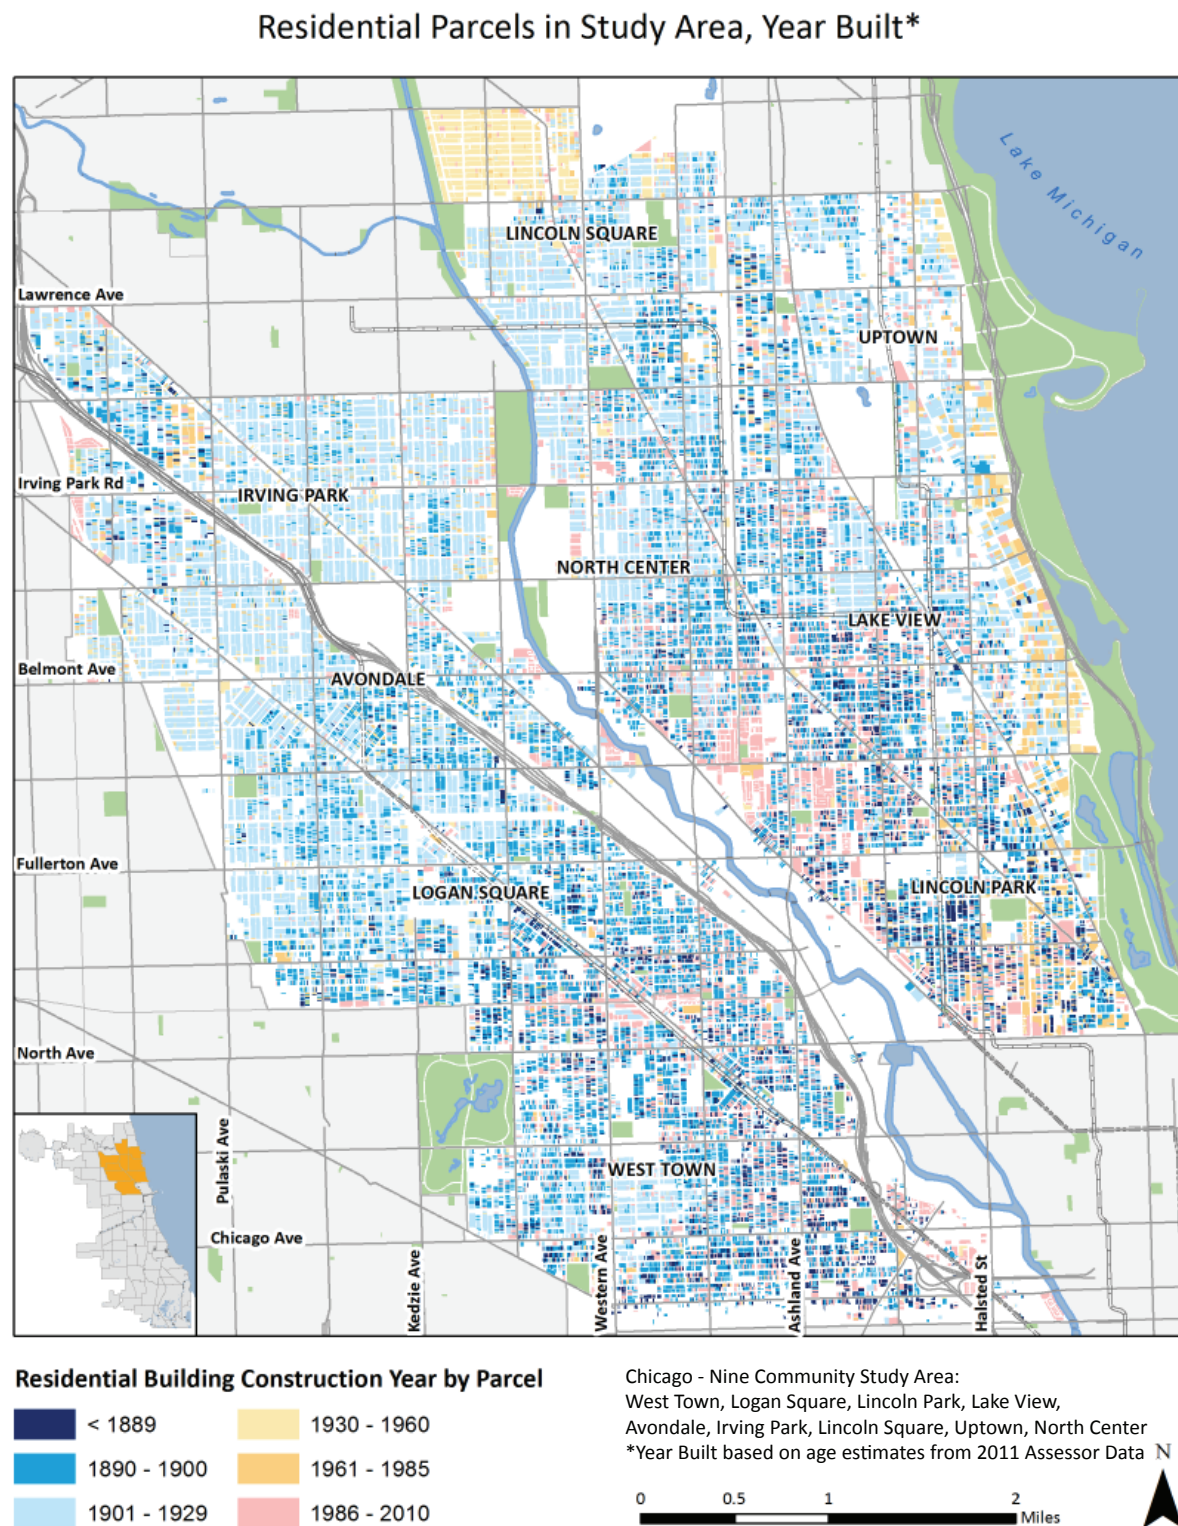 Residential Parcels in Study Area, Year Built*
Lake Michigan
LINCOLN SQUARE
Lawrence Ave
UPTOWN
Irving Park Rd
IRVING PARK
NORTH CENTER
LAKE VIEW
Belmont Ave
AVONDALE
Fullerton Ave
LOGAN SQUARE
LINCOLN PARK
North Ave
Pulaski Ave
WEST TOWN
Chicago Ave
Kedzie Ave
Western Ave
Ashland Ave
Halsted St
Residential Building Construction Year by Parcel
< 1889
1890 - 1900
1901 - 1929
1930 - 1960
1961 - 1985
1986 - 2010
Chicago - Nine Community Study Area:
West Town, Logan Square, Lincoln Park, Lake View,
Avondale, Irving Park, Lincoln Square, Uptown, North Center
*Year Built based on age estimates from 2011 Assessor Data
N
0 0.5 1 2
Miles